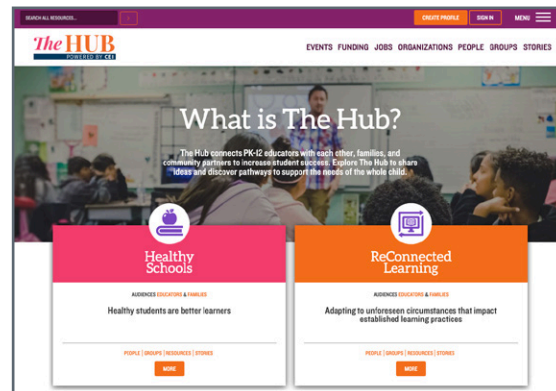 SEARCH ALL RESOURCES...
CREATE PROFILE
SIGN IN
MENU
The HUB
POWERED BY CEI
EVENTS FUNDING JOBS ORGANIZATIONS PEOPLE GROUPS STORIES
What is The Hub?
The Hub connects PK-12 educators with each other, families, and
community partners to increase student success. Explore The Hub to share
ideas and discover pathways to support the needs of the whole child.
Healthy
Schools
AUDIENCES EDUCATORS & FAMILIES
Healthy students are better learners
PEOPLE | GROUPS | RESOURCES | STORIES
MORE
ReConnected
Learning
AUDIENCES EDUCATORS & FAMILIES
Adapting to unforeseen circumstances that impact
established learning practices
PEOPLE | GROUPS | RESOURCES | STORIES
MORE